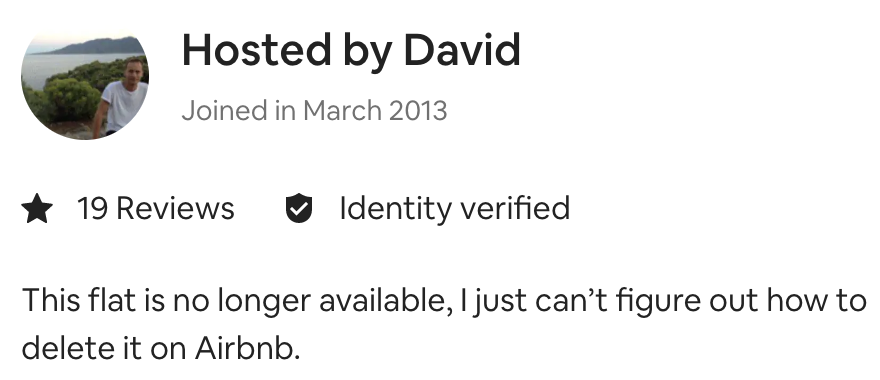 Hosted by David
Joined in March 2013
19 Reviews Identity verified
This flat is no longer available, I just can’t figure out how to
delete it on Airbnb.